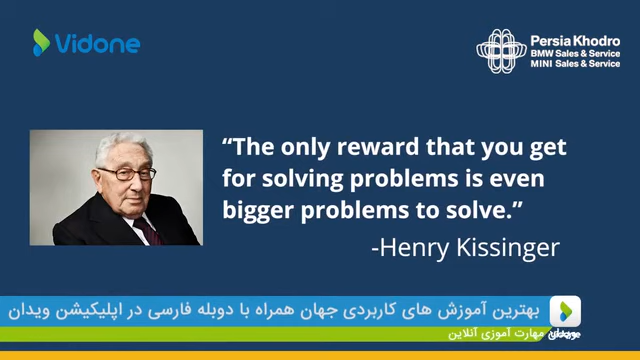 Vidone
Persia Khodro
BMW Sales & Service
MINI Sales & Service
“The only reward that you get
for solving problems is even
bigger problems to solve.”
-Henry Kissinger
بهترین آموزش های کاربردی جهان همراه با دوبله فارسی در اپلیکیشن ویدان
مهارت آموزی آنلاین